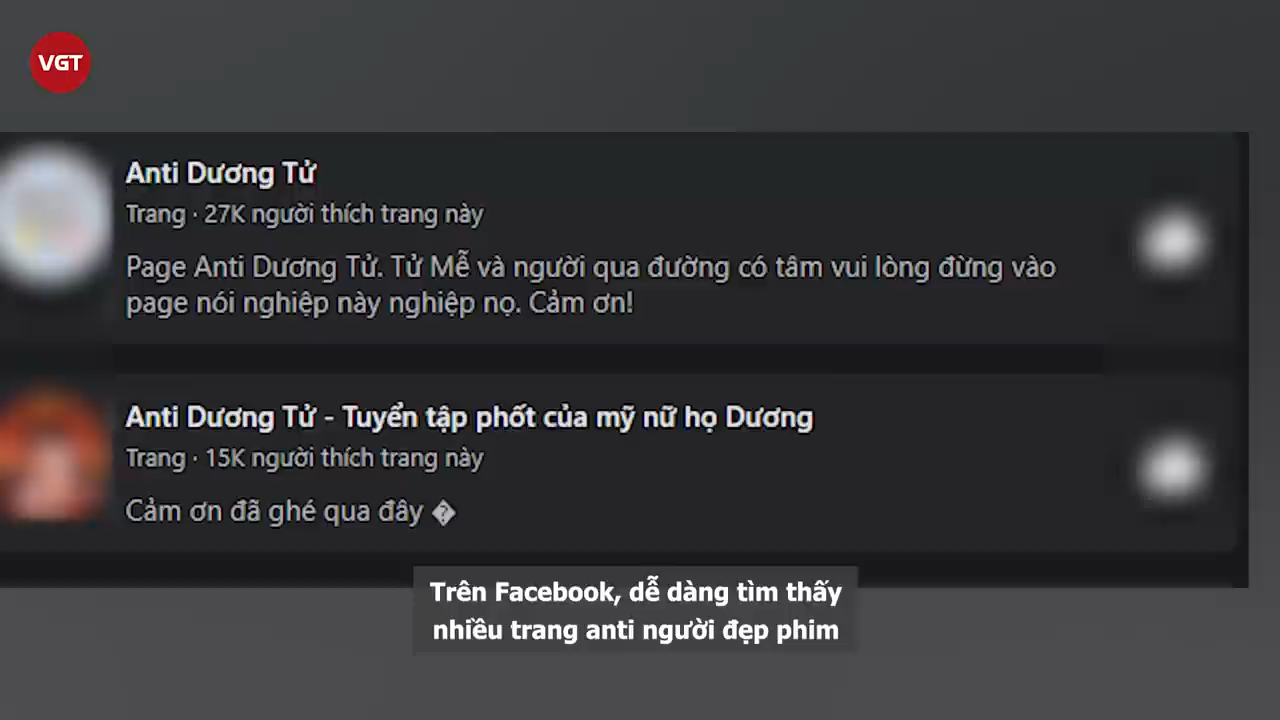 VGT
Anti Dương Tử
Trang · 27K người thích trang này
Page Anti Dương Tử. Tử Mễ và người qua đường có tâm vui lòng đừng vào
page nói nghiệp này nghiệp nọ. Cảm ơn!
Anti Dương Tử - Tuyển tập phốt của mỹ nữ họ Dương
Trang · 15K người thích trang này
Cảm ơn đã ghé qua đây �
Trên Facebook, dễ dàng tìm thấy
nhiều trang anti người đẹp phim